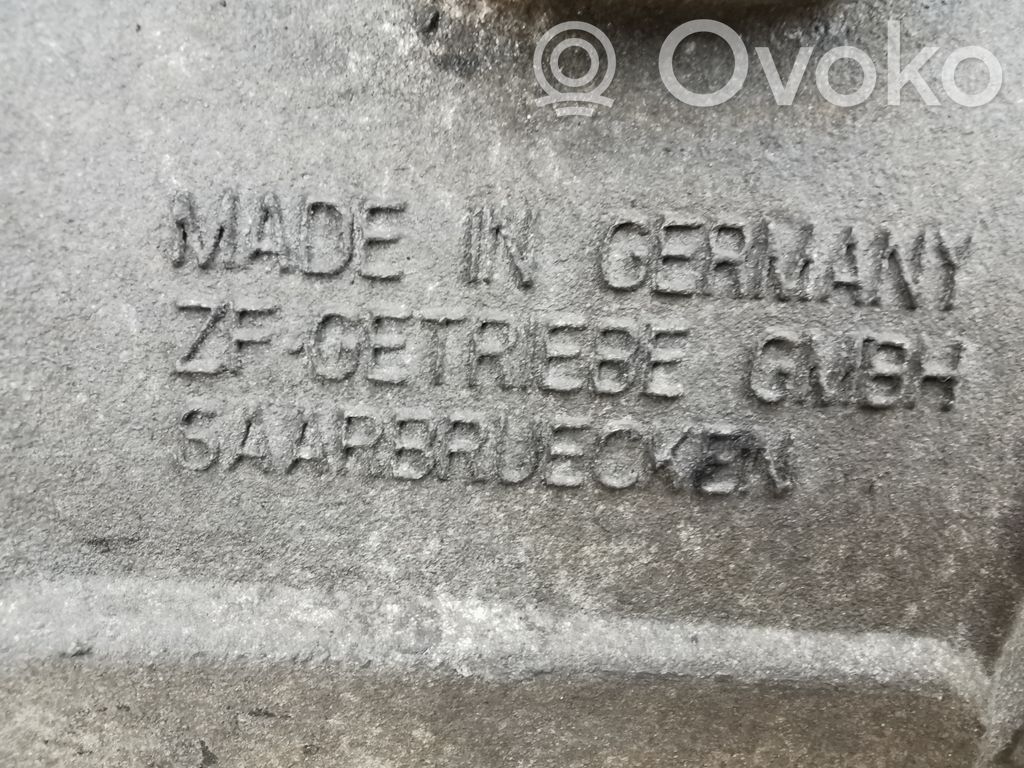 Ovoko
MADE IN GERMANY
ZF-GETRIEBE GMBH
SAARBRUECKEN